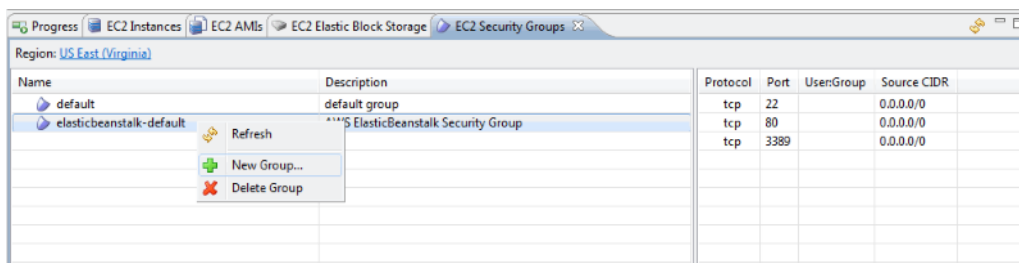 Progress EC2 Instances EC2 AMIs EC2 Elastic Block Storage EC2 Security Groups
Region: US East (Virginia)
Name Description Protocol Port User:Group Source CIDR
default default group tcp 22 0.0.0.0/0
elasticbeanstalk-default AWS ElasticBeanstalk Security Group tcp 80 0.0.0.0/0
Refresh tcp 3389 0.0.0.0/0
New Group...
Delete Group